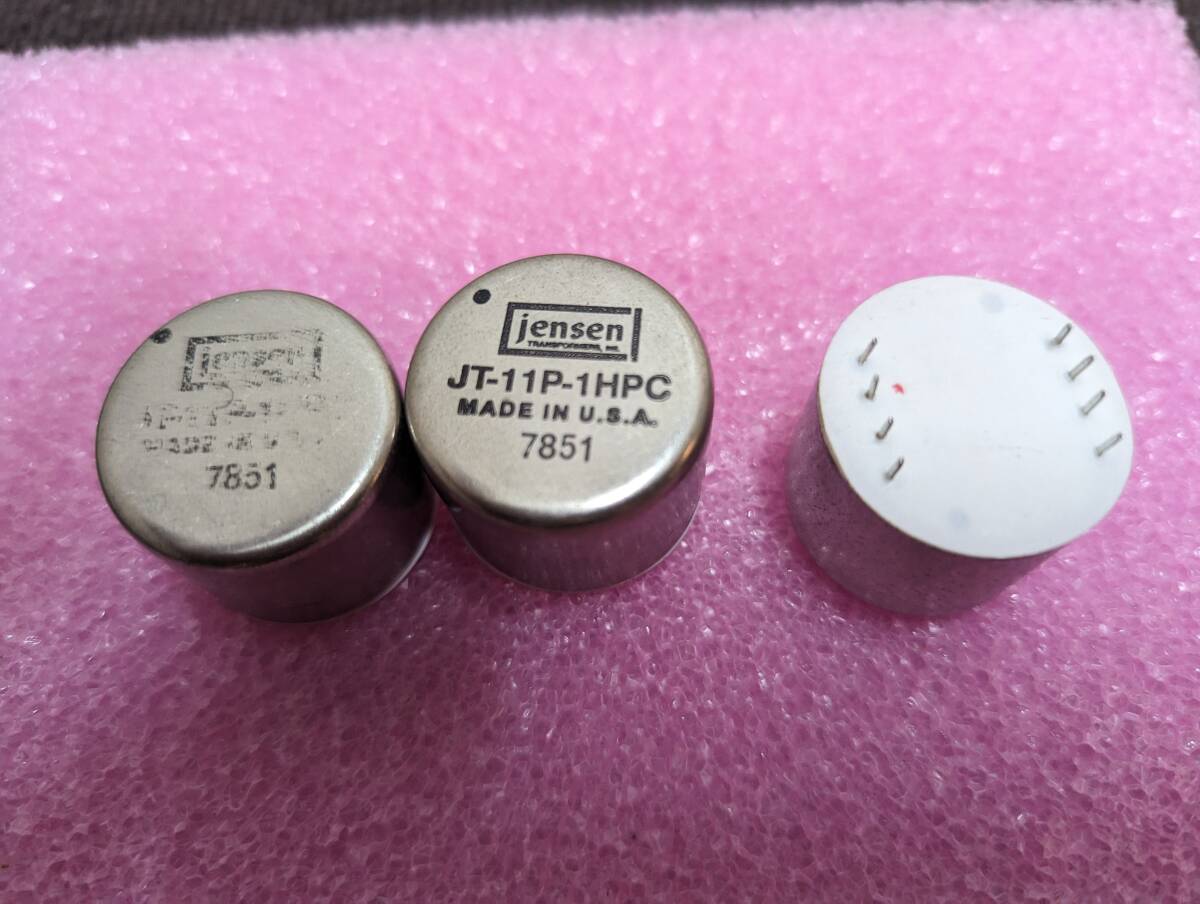 jensen
7851
jensen
TRANSFORMERS, INC.
JT-11P-1HPC
MADE IN U.S.A.
7851